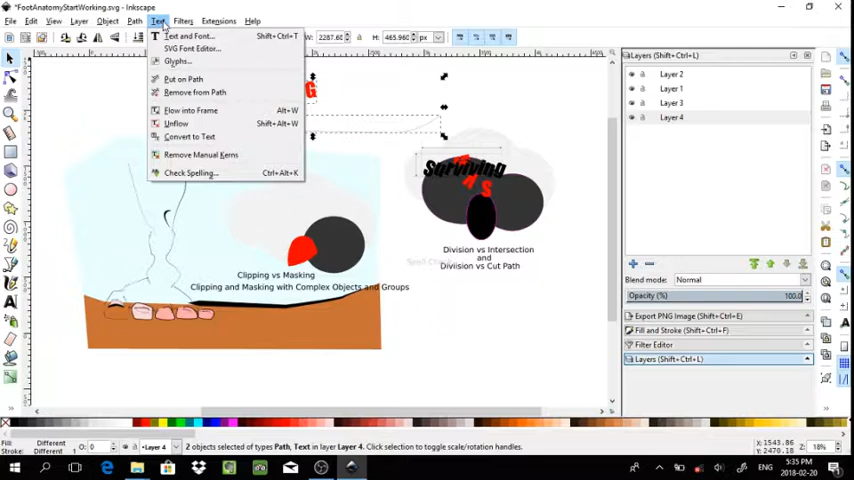 *FootAnatomyStartWorking.svg - Inkscape
File Edit View Layer Object Path Text Filters Extensions Help
W: 2287.60 H: 465.960 px
Text and Font... Shift+Ctrl+T
SVG Font Editor...
Glyphs...
Put on Path
Remove from Path
Flow into Frame Alt+W
Unflow Shift+Alt+W
Convert to Text
Remove Manual Kerns
Check Spelling... Ctrl+Alt+K
G
Surviving
Division vs Intersection
and
Division vs Cut Path
Clipping vs Masking
Clipping and Masking with Complex Objects and Groups
Layers (Shift+Ctrl+L)
Layer 2
Layer 1
Layer 3
Layer 4
Blend mode: Normal
Opacity (%) 100.0
Export PNG Image (Shift+Ctrl+E)
Fill and Stroke (Shift+Ctrl+F)
Filter Editor
Layers (Shift+Ctrl+L)
Fill: Different
Stroke: Different
O: 0
Layer 4
2 objects selected of types Path, Text in layer Layer 4. Click selection to toggle scale/rotation handles.
X: 1543.86
Y: 2470.18
Z: 18%
ENG
5:35 PM
2018-02-20